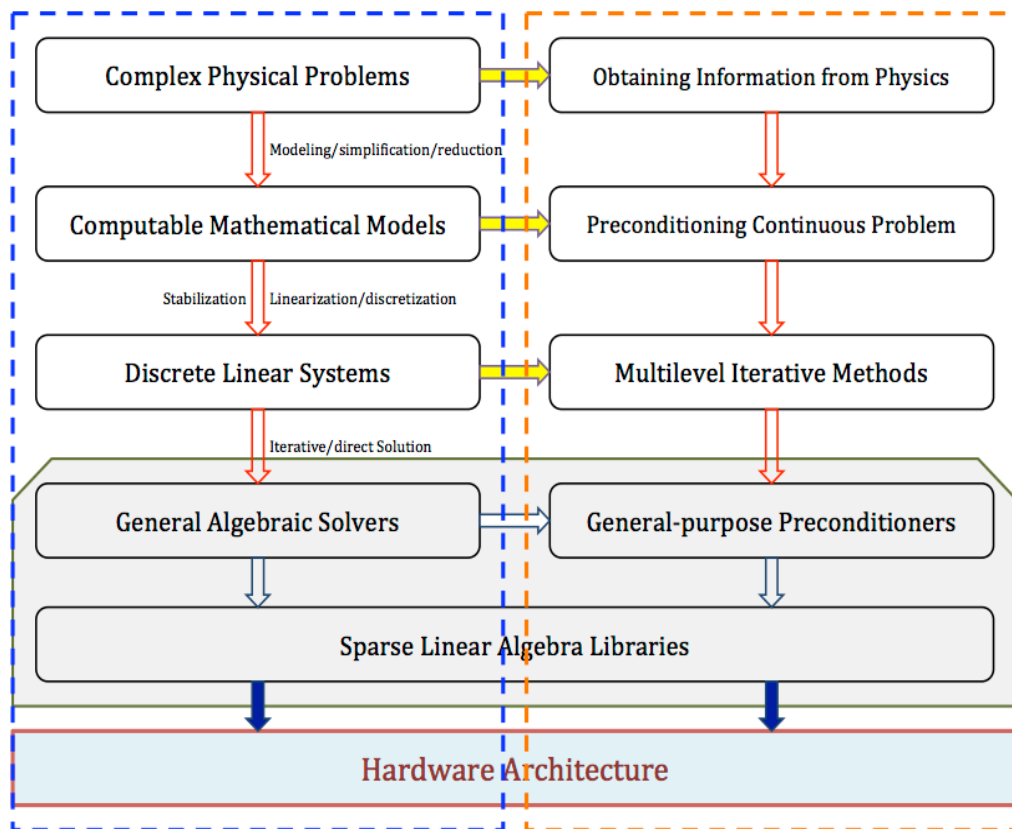 Complex Physical Problems
Obtaining Information from Physics
Modeling/simplification/reduction
Computable Mathematical Models
Preconditioning Continuous Problem
Stabilization
Linearization/discretization
Discrete Linear Systems
Multilevel Iterative Methods
Iterative/direct Solution
General Algebraic Solvers
General-purpose Preconditioners
Sparse Linear Algebra Libraries
Hardware Architecture